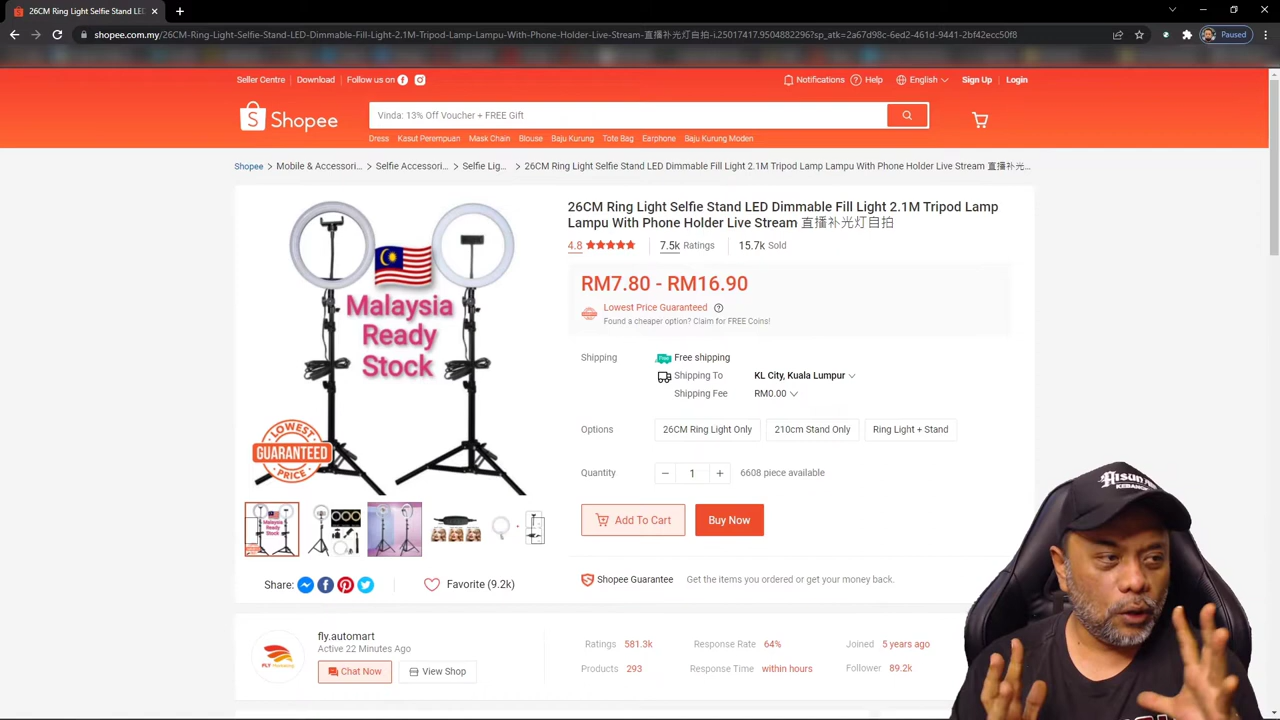 26CM Ring Light Selfie Stand LED
shopee.com.my/26CM-Ring-Light-Selfie-Stand-LED-Dimmable-Fill-Light-2.1M-Tripod-Lamp-Lampu-With-Phone-Holder-Live-Stream-直播补光灯自拍-i.25017417.9504882296?sp_atk=2a67d98c-6ed2-461d-9441-2bf42ecc50f8
Paused
Seller Centre
Download
Follow us on
Notifications
Help
English
Sign Up
Login
Shopee
Vinda: 13% Off Voucher + FREE Gift
Dress Kasut Perempuan Mask Chain Blouse Baju Kurung Tote Bag Earphone Baju Kurung Moden
Shopee > Mobile & Accessori... > Selfie Accessori... > Selfie Lig... > 26CM Ring Light Selfie Stand LED Dimmable Fill Light 2.1M Tripod Lamp Lampu With Phone Holder Live Stream 直播补光...
Malaysia
Ready
Stock
LOWEST
GUARANTEED
PRICE
Share:
Favorite (9.2k)
26CM Ring Light Selfie Stand LED Dimmable Fill Light 2.1M Tripod Lamp
Lampu With Phone Holder Live Stream 直播补光灯自拍
4.8
7.5k Ratings
15.7k Sold
RM7.80 - RM16.90
Lowest Price Guaranteed
Found a cheaper option? Claim for FREE Coins!
Shipping
Free shipping
Shipping To KL City, Kuala Lumpur
Shipping Fee RM0.00
Options 26CM Ring Light Only 210cm Stand Only Ring Light + Stand
Quantity 1 6608 piece available
Add To Cart
Buy Now
Shopee Guarantee Get the items you ordered or get your money back.
fly.automart
Active 22 Minutes Ago
Chat Now
View Shop
Ratings 581.3k
Response Rate 64%
Joined 5 years ago
Products 293
Response Time within hours
Follower 89.2k